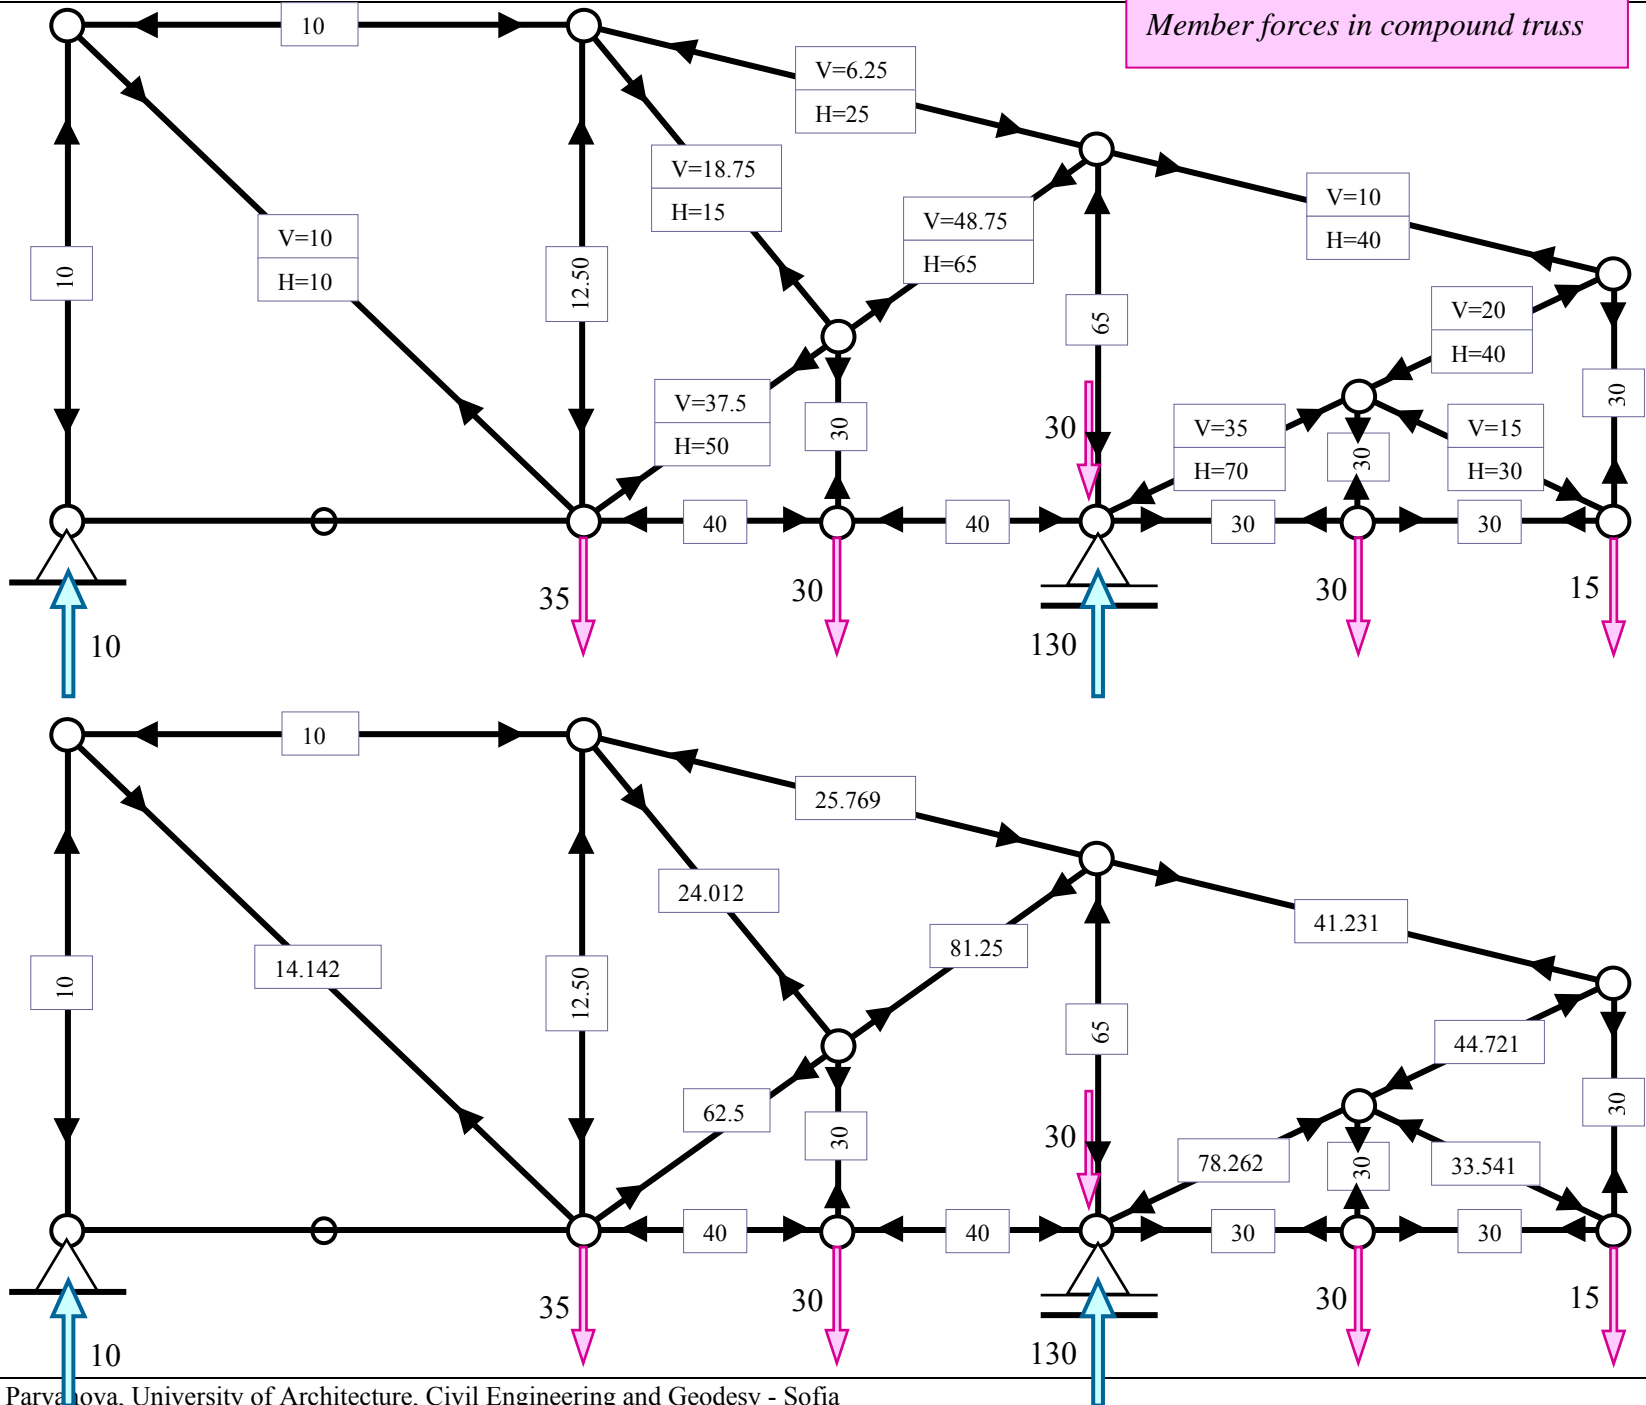 Member forces in compound truss
10
V=6.25
H=25
V=18.75
H=15
V=10
H=40
V=48.75
H=65
V=10
H=10
10
12.50
65
V=20
H=40
30
V=37.5
H=50
30
30
V=35
H=70
30
V=15
H=30
40
40
30
30
35
30
30
15
10
130
10
25.769
24.012
41.231
81.25
14.142
10
12.50
65
44.721
30
62.5
30
30
78.262
30
33.541
40
40
30
30
35
30
30
15
10
130
Parvanova, University of Architecture, Civil Engineering and Geodesy - Sofia